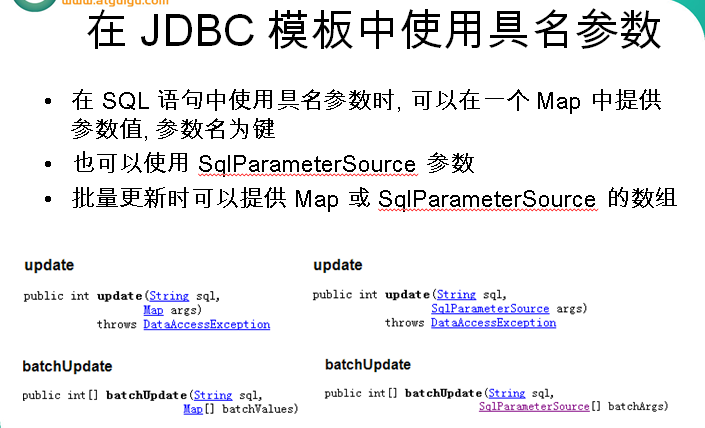 www.atguigu.com
在 JDBC 模板中使用具名参数
• 在 SQL 语句中使用具名参数时, 可以在一个 Map 中提供
参数值, 参数名为键
• 也可以使用 SqlParameterSource 参数
• 批量更新时可以提供 Map 或 SqlParameterSource 的数组
update
public int update(String sql,
Map args)
throws DataAccessException
update
public int update(String sql,
SqlParameterSource args)
throws DataAccessException
batchUpdate
public int[] batchUpdate(String sql,
Map[] batchValues)
batchUpdate
public int[] batchUpdate(String sql,
SqlParameterSource[] batchArgs)